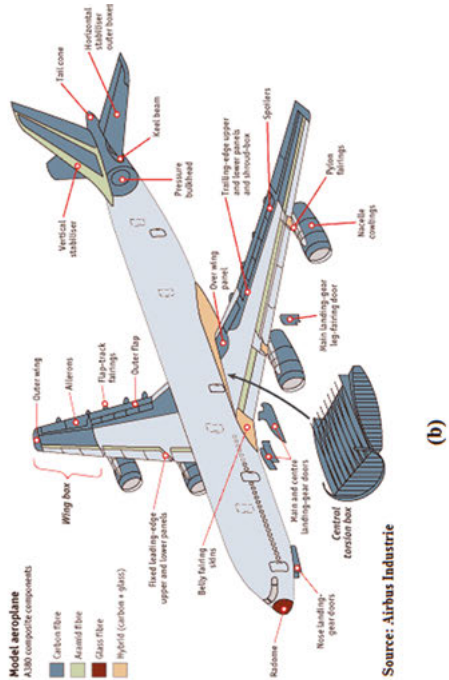 Model aeroplane
A380 composite components
Carbon fibre
Aramid fibre
Glass fibre
Hybrid (carbon + glass)
Outer wing
Ailerons
Flap-track
fairings
Outer flap
Wing box
Fixed leading-edge
upper and lower panels
Vertical
stabiliser
Tail cone
Horizontal
stabiliser
outer boxes
Keel beam
Pressure
bulkhead
Trailing-edge upper
and lower panels
and shroud-box
Spoilers
Over wing
panel
Pylon
fairings
Nacelle
cowlings
Main landing-gear
leg-fairing door
Belly fairing
skins
Main and centre
landing-gear doors
Central
torsion box
Radome
Nose landing-
gear doors
Source: Airbus Industrie
(b)